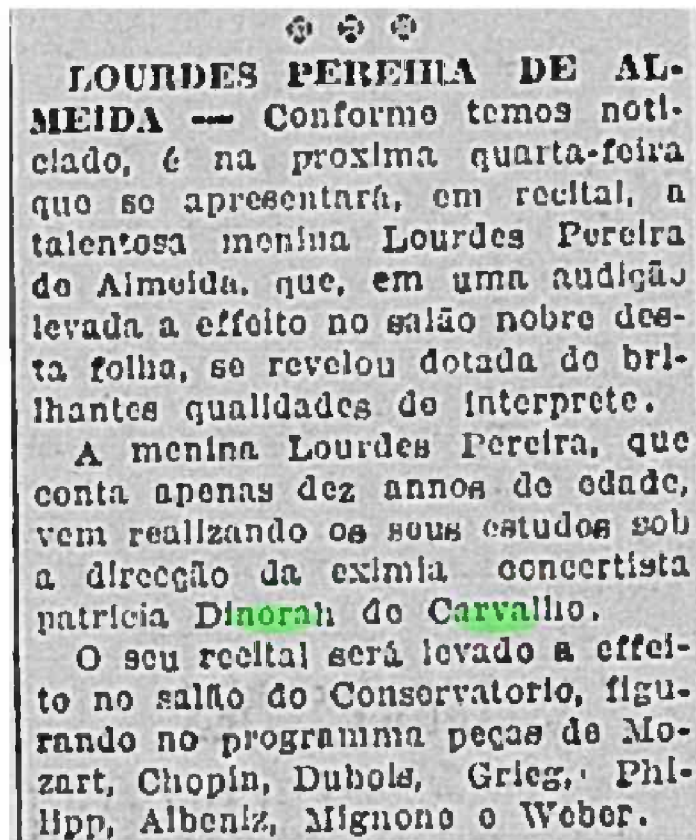 LOURDES PEREIRA DE AL-
MEIDA — Conforme temos noti-
ciado, é na proxima quarta-feira
que se apresentará, em recital, a
talentosa menina Lourdes Pereira
de Almeida, que, em uma audição
levada a effeito no salão nobre des-
ta folha, se revelou dotada de bri-
lhantes qualidades de interprete.
A menina Lourdes Pereira, que
conta apenas dez annos de edade,
vem realizando os seus estudos sob
a direcção da eximia concertista
patricia Dinorah de Carvalho.
O seu recital será levado a effei-
to no salão do Conservatorio, figu-
rando no programma peças de Mo-
zart, Chopin, Dubois, Grieg, Phi-
lipp, Albeniz, Mignone e Weber.